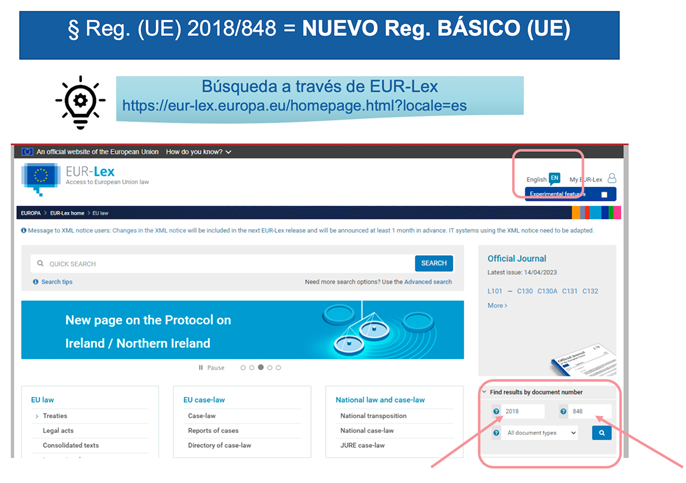 § Reg. (UE) 2018/848 = NUEVO Reg. BÁSICO (UE)
Búsqueda a través de EUR-Lex
https://eur-lex.europa.eu/homepage.html?locale=es
An official website of the European Union How do you know?
EUR-Lex
Access to European Union law
English EN My EUR-Lex
Experimental features
EUROPA > EUR-Lex home > EU law
Message to XML notice users: Changes in the XML notice will be included in the next EUR-Lex release and will be announced at least 1 month in advance. IT systems using the XML notice need to be adapted.
QUICK SEARCH SEARCH
Search tips Need more search options? Use the Advanced search
Official Journal
Latest issue: 14/04/2023
L101 – C130 C130A C131 C132
More >
New page on the Protocol on
Ireland / Northern Ireland
Pause
EU law
> Treaties
Legal acts
Consolidated texts
EU case-law
Case-law
Reports of cases
Directory of case-law
National law and case-law
National transposition
National case-law
JURE case-law
Find results by document number
2018 848
All document types